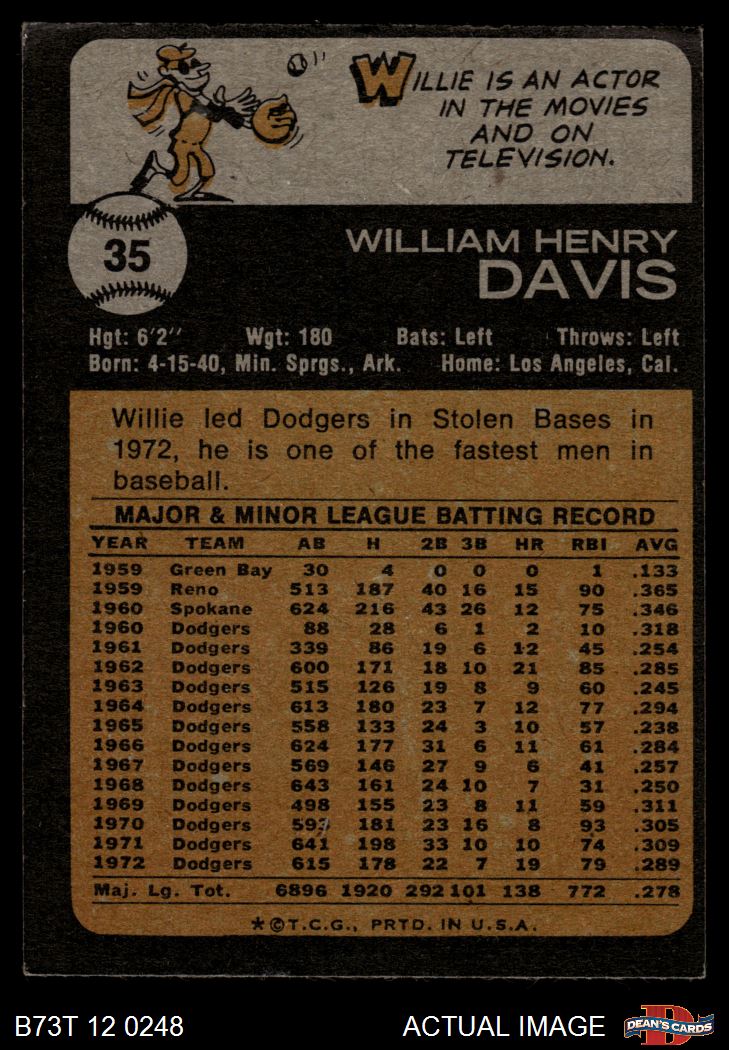 WILLIE IS AN ACTOR
IN THE MOVIES
AND ON
TELEVISION.
35
WILLIAM HENRY
DAVIS
Hgt: 6'2" Wgt: 180 Bats: Left Throws: Left
Born: 4-15-40, Min. Sprgs., Ark. Home: Los Angeles, Cal.
Willie led Dodgers in Stolen Bases in
1972, he is one of the fastest men in
baseball.
MAJOR & MINOR LEAGUE BATTING RECORD
YEAR TEAM AB H 2B 3B HR RBI AVG
1959 Green Bay 30 4 0 0 0 1 .133
1959 Reno 513 187 40 16 15 90 .365
1960 Spokane 624 216 43 26 12 75 .346
1960 Dodgers 88 28 6 1 2 10 .318
1961 Dodgers 339 86 19 6 12 45 .254
1962 Dodgers 600 171 18 10 21 85 .285
1963 Dodgers 515 126 19 8 9 60 .245
1964 Dodgers 613 180 23 7 12 77 .294
1965 Dodgers 558 133 24 3 10 57 .238
1966 Dodgers 624 177 31 6 11 61 .284
1967 Dodgers 569 146 27 9 6 41 .257
1968 Dodgers 643 161 24 10 7 31 .250
1969 Dodgers 498 155 23 8 11 59 .311
1970 Dodgers 593 181 23 16 8 93 .305
1971 Dodgers 641 198 33 10 10 74 .309
1972 Dodgers 615 178 22 7 19 79 .289
Maj. Lg. Tot. 6896 1920 292 101 138 772 .278
*©T.C.G., PRTD. IN U.S.A.
B73T 12 0248 ACTUAL IMAGE D DEAN'S CARDS